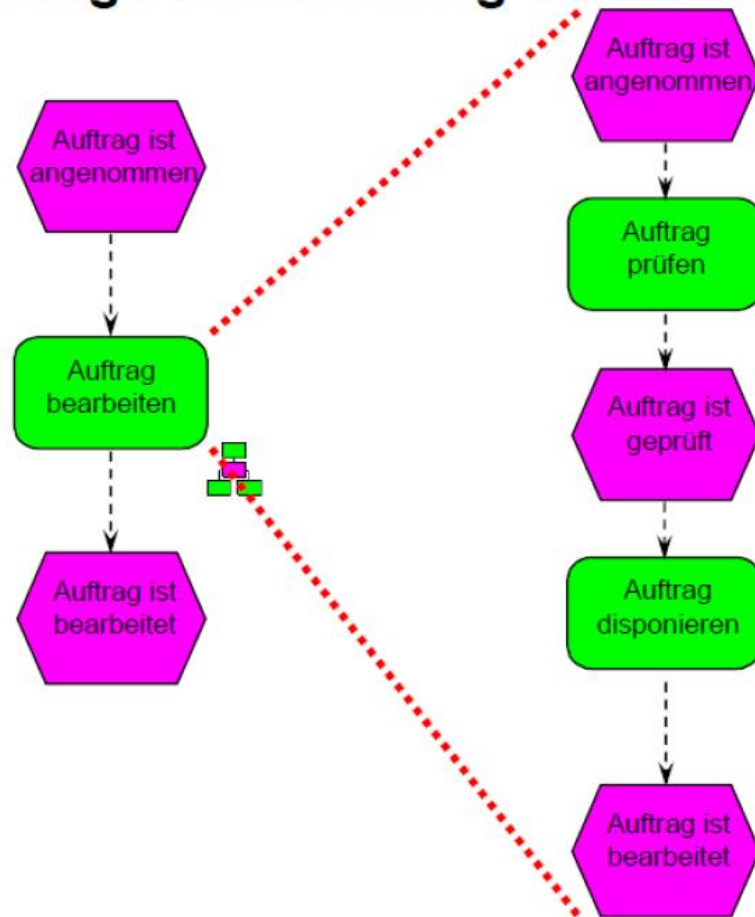 Auftrag ist
angenommen
Auftrag
bearbeiten
Auftrag ist
bearbeitet
Auftrag ist
angenommen
Auftrag
prüfen
Auftrag ist
geprüft
Auftrag
disponieren
Auftrag ist
bearbeitet